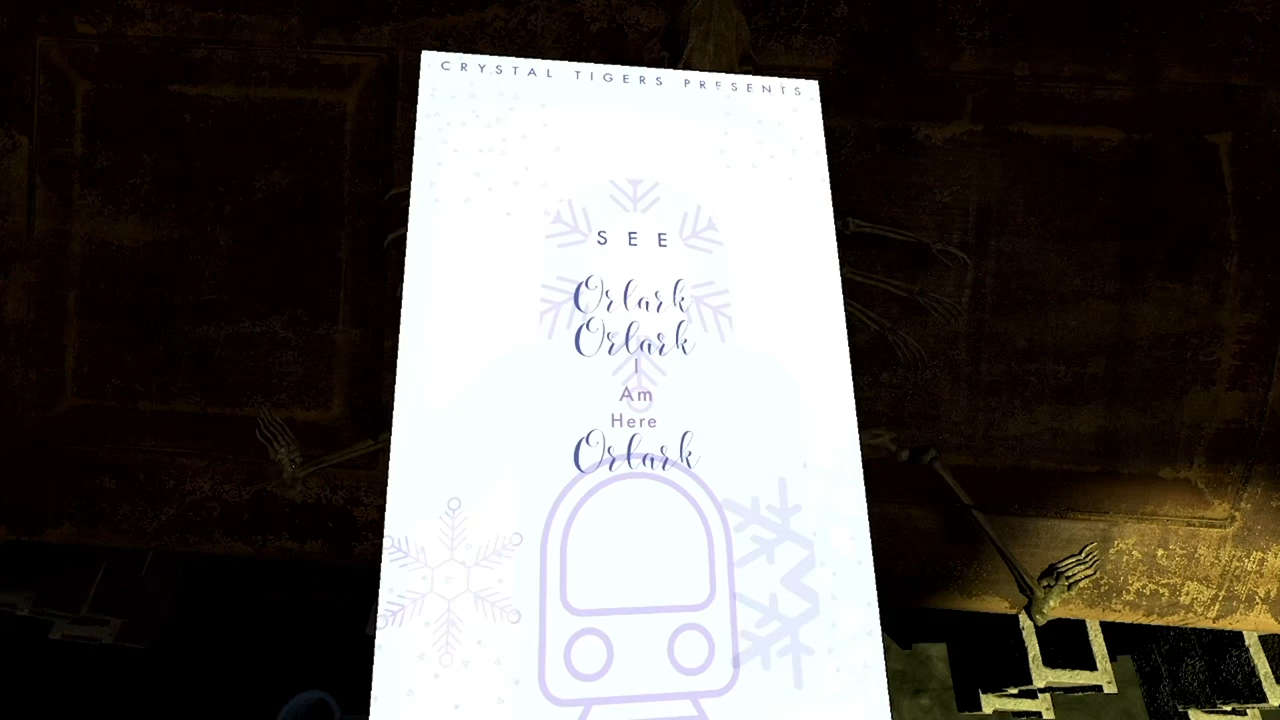 CRYSTAL TIGERS PRESENTS
SEE
Orlark
Orlark
I
Am
Here
Orlark